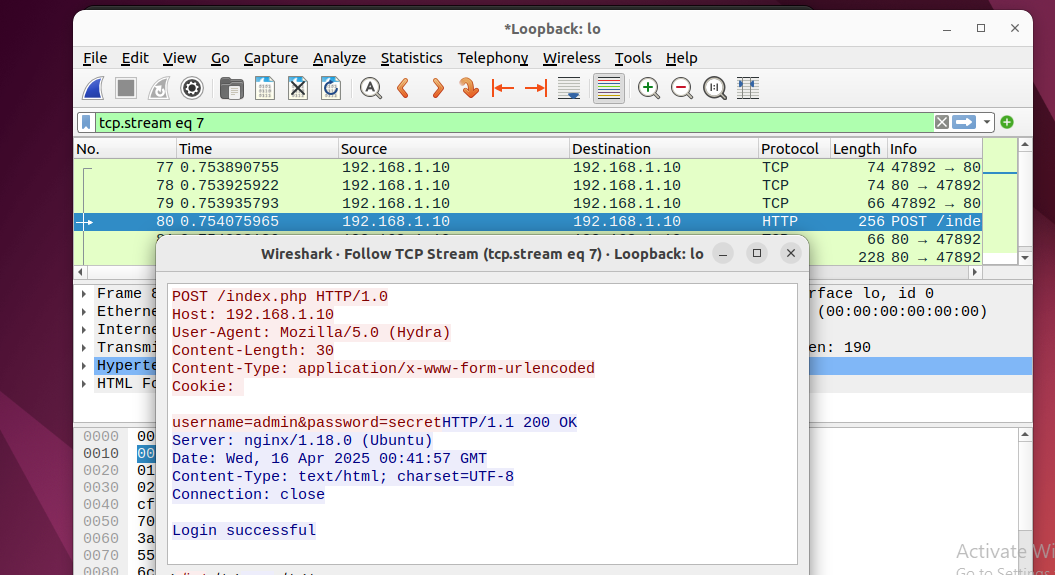 *Loopback: lo
File Edit View Go Capture Analyze Statistics Telephony Wireless Tools Help
tcp.stream eq 7
No. Time Source Destination Protocol Length Info
77 0.753890755 192.168.1.10 192.168.1.10 TCP 74 47892 → 80
78 0.753925922 192.168.1.10 192.168.1.10 TCP 74 80 → 47892
79 0.753935793 192.168.1.10 192.168.1.10 TCP 66 47892 → 80
80 0.754075965 192.168.1.10 192.168.1.10 HTTP 256 POST /inde
66 80 → 47892
228 80 → 47892
Wireshark · Follow TCP Stream (tcp.stream eq 7) · Loopback: lo
Frame 8
rface lo, id 0
Etherne
(00:00:00:00:00:00)
Interne
Transmi
en: 190
Hyperte
HTML Fo
POST /index.php HTTP/1.0
Host: 192.168.1.10
User-Agent: Mozilla/5.0 (Hydra)
Content-Length: 30
Content-Type: application/x-www-form-urlencoded
Cookie:
username=admin&password=secretHTTP/1.1 200 OK
Server: nginx/1.18.0 (Ubuntu)
Date: Wed, 16 Apr 2025 00:41:57 GMT
Content-Type: text/html; charset=UTF-8
Connection: close
Login successful
0000 00
0010 00
0020 01
0030 02
0040 cf
0050 70
0060 3a
0070 55
0080 6c
Activate Wi
Go to Settings